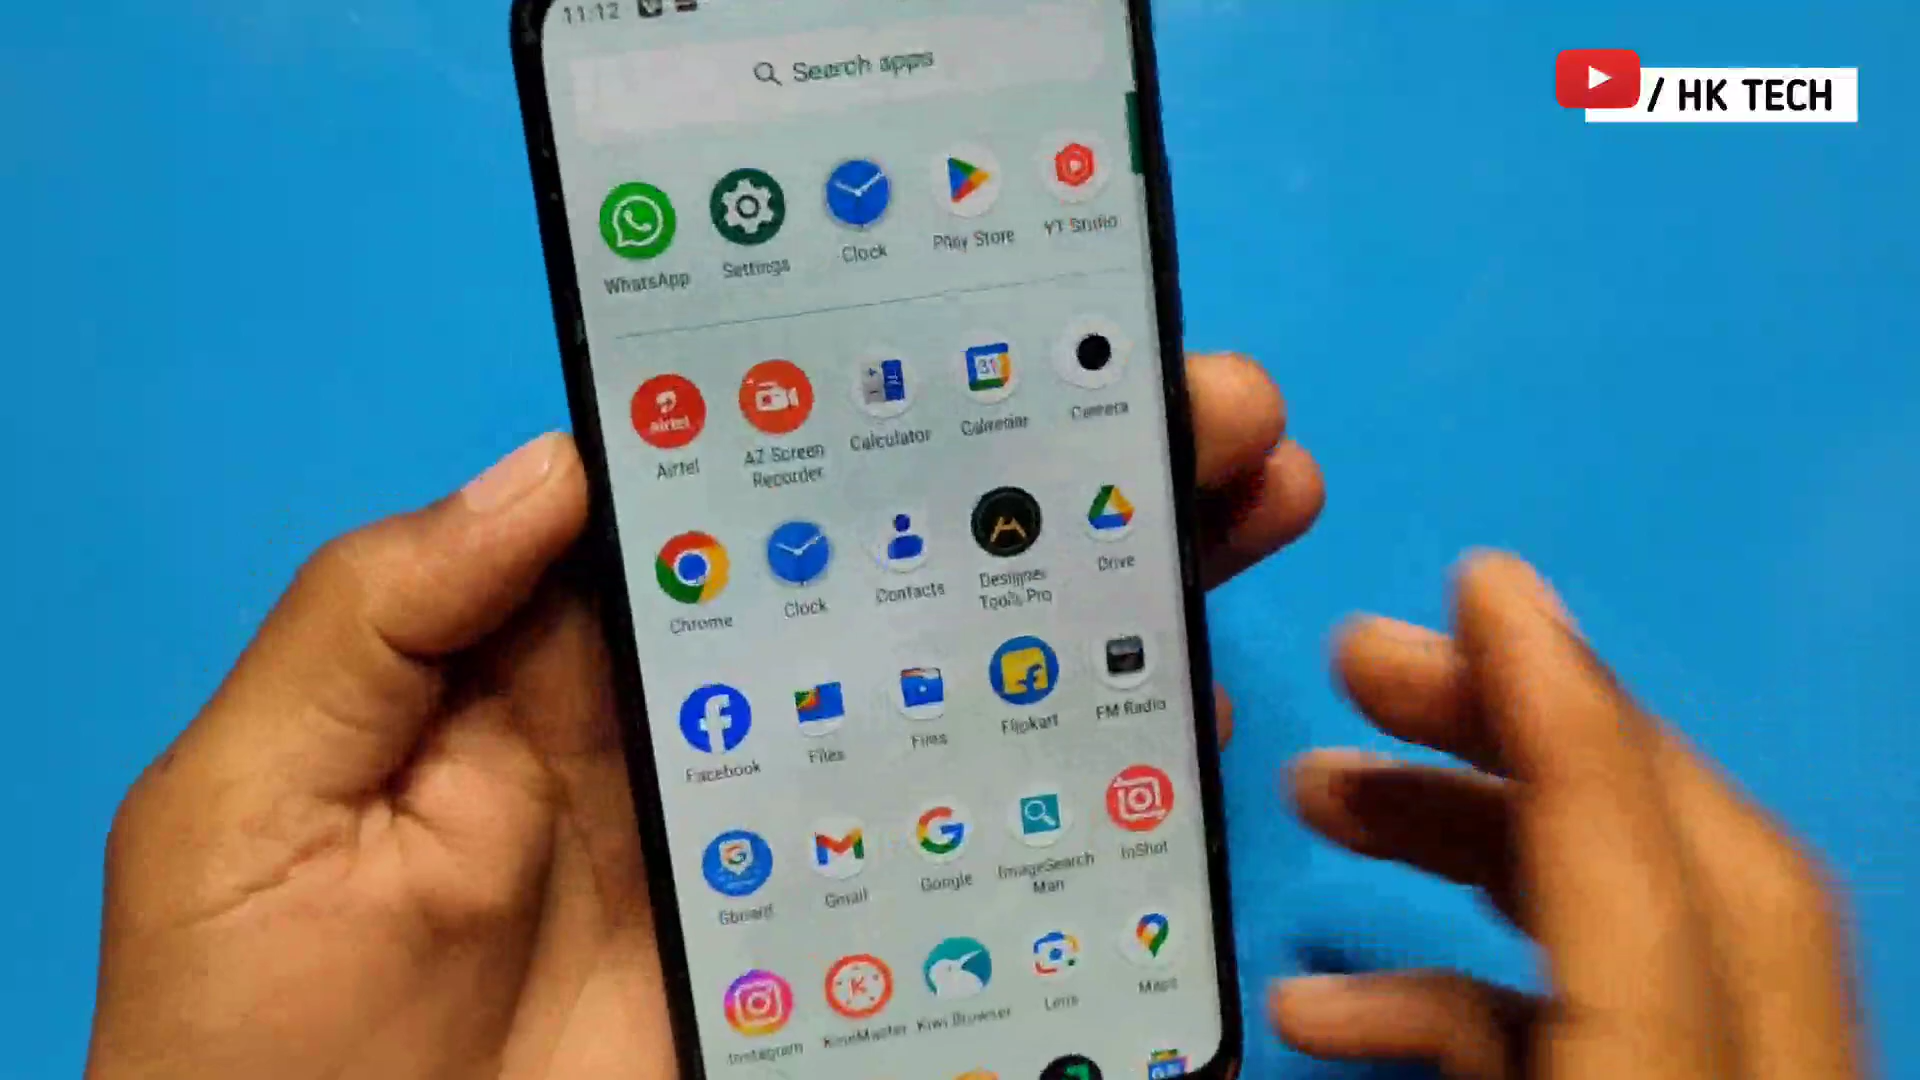 11:12
/ HK TECH
Search apps
WhatsApp
Settings
Clock
Play Store
YT Studio
Airtel
airtel
AZ Screen
Recorder
Calculator
31
Calendar
Camera
Chrome
Clock
Contacts
Designer
Tools Pro
Drive
Facebook
Files
Files
Flipkart
FM Radio
Gboard
Gmail
Google
ImageSearch
Man
InShot
Instagram
KineMaster
Kiwi Browser
Lens
Maps